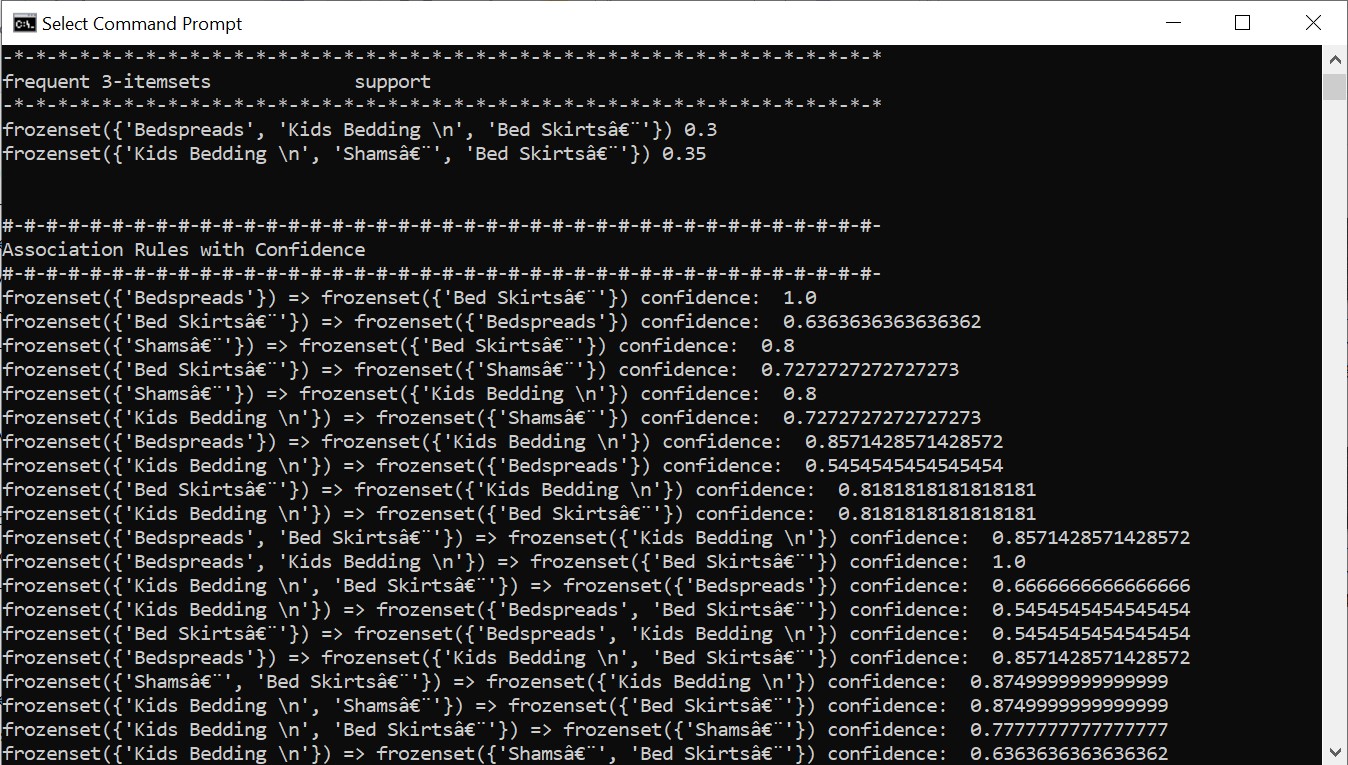 Select Command Prompt
-*-*-*-*-*-*-*-*-*-*-*-*-*-*-*-*-*-*-*-*-*-*-*-*-*-*-*-*-*-*-*-*-*-*-*-*-*-*-*-*
frequent 3-itemsets             support
-*-*-*-*-*-*-*-*-*-*-*-*-*-*-*-*-*-*-*-*-*-*-*-*-*-*-*-*-*-*-*-*-*-*-*-*-*-*-*-*
frozenset({'Bedspreads', 'Kids Bedding \n', 'Bed Skirtsâ€¨'}) 0.3
frozenset({'Kids Bedding \n', 'Shamsâ€¨', 'Bed Skirtsâ€¨'}) 0.35
#-#-#-#-#-#-#-#-#-#-#-#-#-#-#-#-#-#-#-#-#-#-#-#-#-#-#-#-#-#-#-#-#-#-#-#-#-#-#-#-
Association Rules with Confidence
#-#-#-#-#-#-#-#-#-#-#-#-#-#-#-#-#-#-#-#-#-#-#-#-#-#-#-#-#-#-#-#-#-#-#-#-#-#-#-#-
frozenset({'Bedspreads'}) => frozenset({'Bed Skirtsâ€¨'}) confidence:  1.0
frozenset({'Bed Skirtsâ€¨'}) => frozenset({'Bedspreads'}) confidence:  0.6363636363636362
frozenset({'Shamsâ€¨'}) => frozenset({'Bed Skirtsâ€¨'}) confidence:  0.8
frozenset({'Bed Skirtsâ€¨'}) => frozenset({'Shamsâ€¨'}) confidence:  0.7272727272727273
frozenset({'Shamsâ€¨'}) => frozenset({'Kids Bedding \n'}) confidence:  0.8
frozenset({'Kids Bedding \n'}) => frozenset({'Shamsâ€¨'}) confidence:  0.7272727272727273
frozenset({'Bedspreads'}) => frozenset({'Kids Bedding \n'}) confidence:  0.8571428571428572
frozenset({'Kids Bedding \n'}) => frozenset({'Bedspreads'}) confidence:  0.5454545454545454
frozenset({'Bed Skirtsâ€¨'}) => frozenset({'Kids Bedding \n'}) confidence:  0.8181818181818181
frozenset({'Kids Bedding \n'}) => frozenset({'Bed Skirtsâ€¨'}) confidence:  0.8181818181818181
frozenset({'Bedspreads', 'Bed Skirtsâ€¨'}) => frozenset({'Kids Bedding \n'}) confidence:  0.8571428571428572
frozenset({'Bedspreads', 'Kids Bedding \n'}) => frozenset({'Bed Skirtsâ€¨'}) confidence:  1.0
frozenset({'Kids Bedding \n', 'Bed Skirtsâ€¨'}) => frozenset({'Bedspreads'}) confidence:  0.6666666666666666
frozenset({'Kids Bedding \n'}) => frozenset({'Bedspreads', 'Bed Skirtsâ€¨'}) confidence:  0.5454545454545454
frozenset({'Bed Skirtsâ€¨'}) => frozenset({'Bedspreads', 'Kids Bedding \n'}) confidence:  0.5454545454545454
frozenset({'Bedspreads'}) => frozenset({'Kids Bedding \n', 'Bed Skirtsâ€¨'}) confidence:  0.8571428571428572
frozenset({'Shamsâ€¨', 'Bed Skirtsâ€¨'}) => frozenset({'Kids Bedding \n'}) confidence:  0.8749999999999999
frozenset({'Kids Bedding \n', 'Shamsâ€¨'}) => frozenset({'Bed Skirtsâ€¨'}) confidence:  0.8749999999999999
frozenset({'Kids Bedding \n', 'Bed Skirtsâ€¨'}) => frozenset({'Shamsâ€¨'}) confidence:  0.7777777777777777
frozenset({'Kids Bedding \n'}) => frozenset({'Shamsâ€¨', 'Bed Skirtsâ€¨'}) confidence:  0.6363636363636362